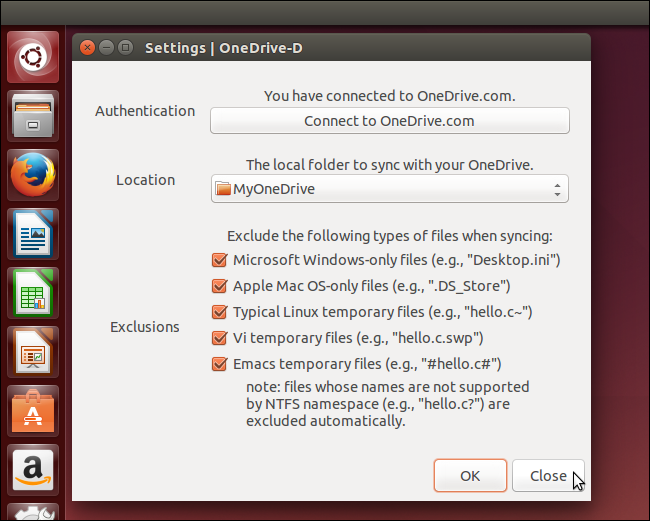 Settings | OneDrive-D
You have connected to OneDrive.com.
Authentication
Connect to OneDrive.com
The local folder to sync with your OneDrive.
Location
MyOneDrive
Exclude the following types of files when syncing:
Microsoft Windows-only files (e.g., "Desktop.ini")
Apple Mac OS-only files (e.g., ".DS_Store")
Typical Linux temporary files (e.g., "hello.c~")
Exclusions
Vi temporary files (e.g., "hello.c.swp")
Emacs temporary files (e.g., "#hello.c#")
note: files whose names are not supported
by NTFS namespace (e.g., "hello.c?") are
excluded automatically.
OK
Close
a